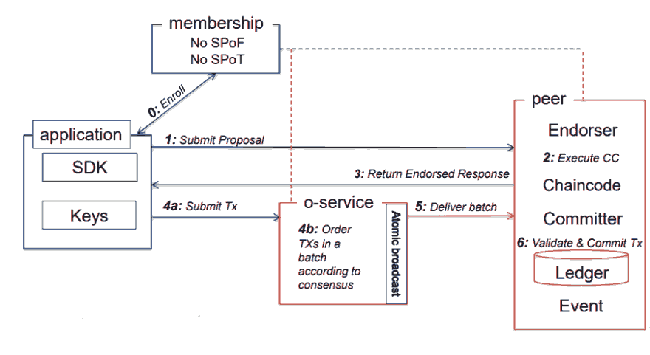 membership
No SPoF
No SPoT
0: Enroll
application
SDK
Keys
1: Submit Proposal
3: Return Endorsed Response
4a: Submit Tx
o-service
4b: Order
TXs in a
batch
according to
consensus
Atomic broadcast
5: Deliver batch
peer
Endorser
2: Execute CC
Chaincode
Committer
6: Validate & Commit Tx
Ledger
Event